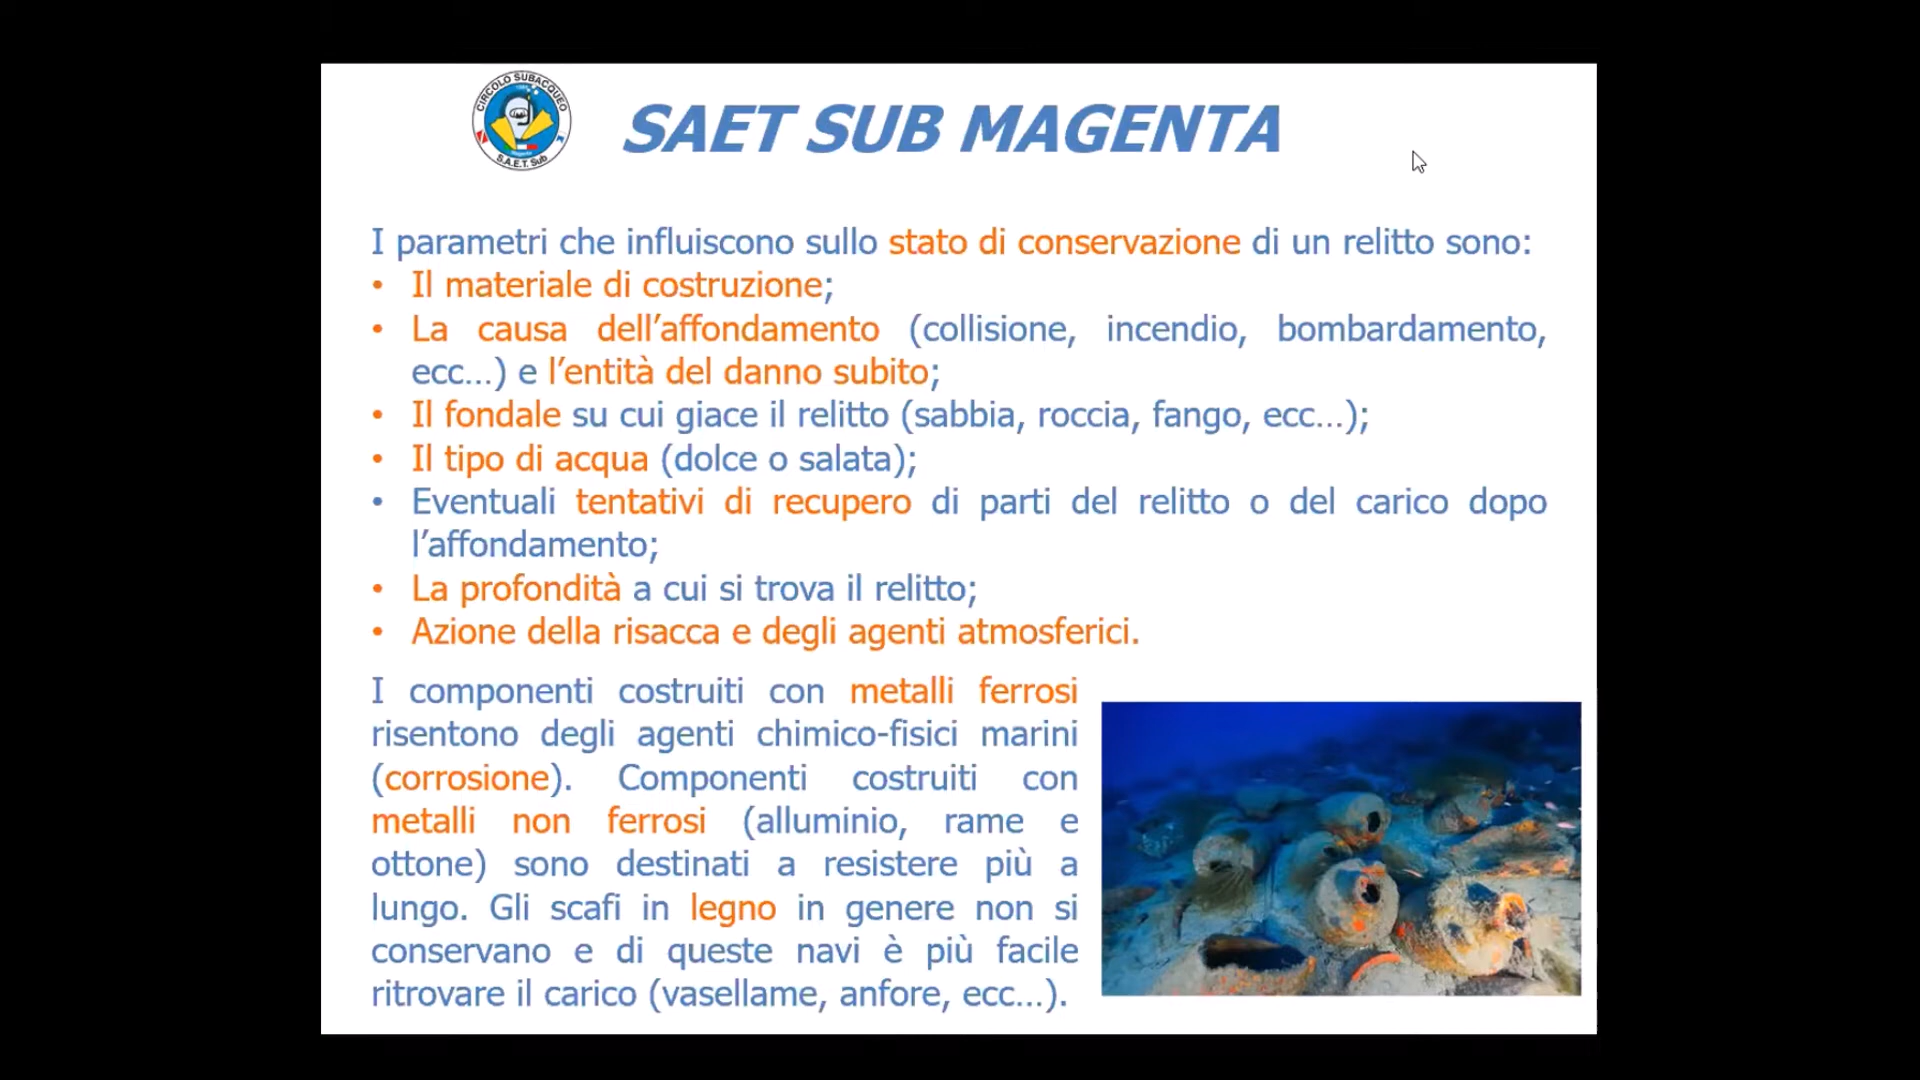 CIRCOLO SUBACQUEO
S.A.E.T. Sub
SAET SUB MAGENTA
I parametri che influiscono sullo stato di conservazione di un relitto sono:
• Il materiale di costruzione;
• La causa dell’affondamento (collisione, incendio, bombardamento,
ecc…) e l’entità del danno subito;
• Il fondale su cui giace il relitto (sabbia, roccia, fango, ecc…);
• Il tipo di acqua (dolce o salata);
• Eventuali tentativi di recupero di parti del relitto o del carico dopo
l’affondamento;
• La profondità a cui si trova il relitto;
• Azione della risacca e degli agenti atmosferici.
I componenti costruiti con metalli ferrosi
risentono degli agenti chimico-fisici marini
(corrosione). Componenti costruiti con
metalli non ferrosi (alluminio, rame e
ottone) sono destinati a resistere più a
lungo. Gli scafi in legno in genere non si
conservano e di queste navi è più facile
ritrovare il carico (vasellame, anfore, ecc…).